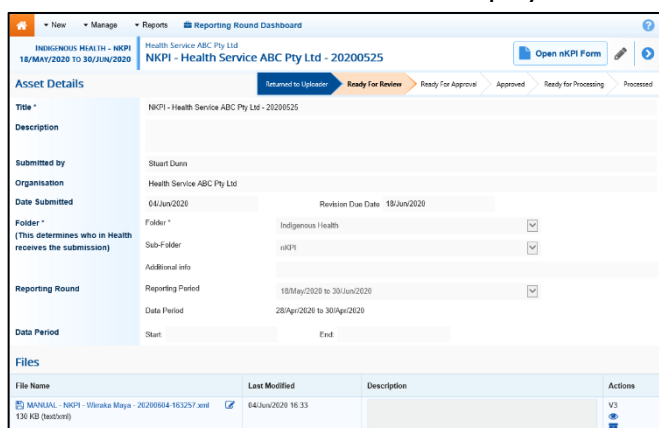 New Manage Reports Reporting Round Dashboard
INDIGENOUS HEALTH - NKPI
18/MAY/2020 TO 30/JUN/2020
Health Service ABC Pty Ltd
NKPI - Health Service ABC Pty Ltd - 20200525
Open nKPI Form
Asset Details
Returned to Uploader Ready For Review Ready For Approval Approved Ready for Processing Processed
Title * NKPI - Health Service ABC Pty Ltd - 20200525
Description
Submitted by Stuart Dunn
Organisation Health Service ABC Pty Ltd
Date Submitted 04/Jun/2020 Revision Due Date 18/Jun/2020
Folder * Folder * Indigenous Health
(This determines who in Health
receives the submission) Sub-Folder nKPI
Additional info
Reporting Round Reporting Period 18/May/2020 to 30/Jun/2020
Data Period 28/Apr/2020 to 30/Apr/2020
Data Period Start End:
Files
File Name Last Modified Description Actions
MANUAL - NKPI - Wirraka Maya - 20200604-163257.xml 04/Jun/2020 16:33 V3
130 KB (text/xml)